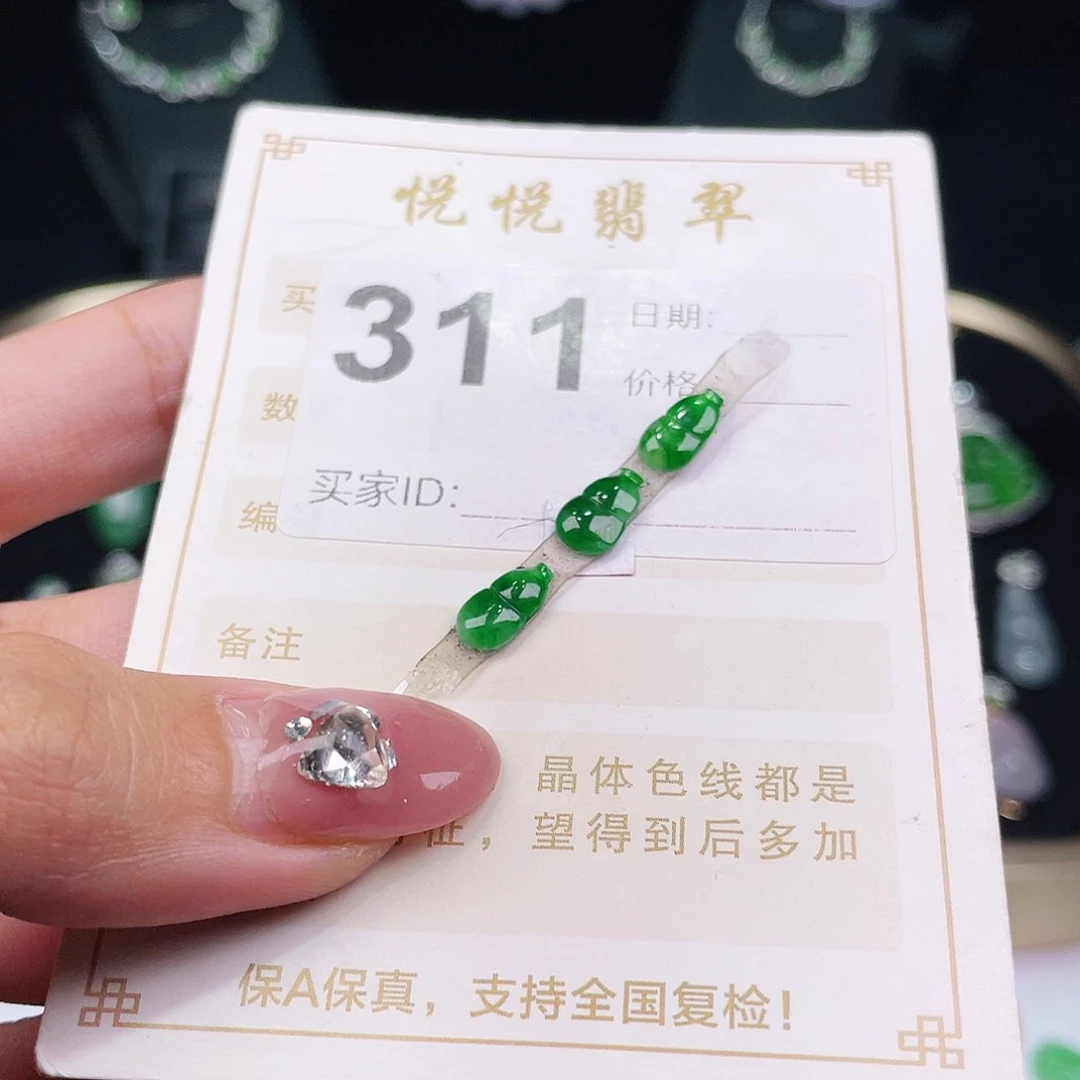 悦悦翡翠
买
311
日期:
价格
数
买家ID:
编
备注
晶体色线都是
征，望得到后多加
保A保真，支持全国复检!